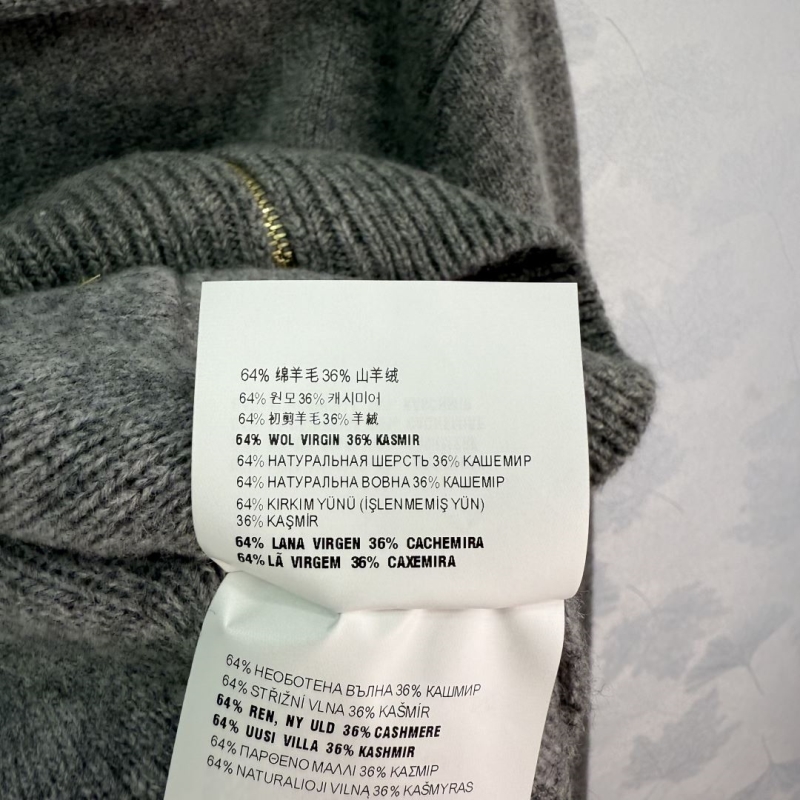 64% 绵羊毛 36% 山羊绒
64% 원모 36% 캐시미어
64% 初剪羊毛 36% 羊絨
64% WOL VIRGIN 36% KASMIR
64% НАТУРАЛЬНАЯ ШЕРСТЬ 36% КАШЕМИР
64% НАТУРАЛЬНА ВОВНА 36% КАШЕМІР
64% KIRKIM YÜNÜ (İŞLENMEMİŞ YÜN)
36% KAŞMİR
64% LANA VIRGEN 36% CACHEMIRA
64% LÃ VIRGEM 36% CAXEMIRA
64% НЕОБОТЕНА ВЪЛНА 36% КАШМИР
64% STŘIŽNÍ VLNA 36% KAŠMÍR
64% REN, NY ULD 36% CASHMERE
64% UUSI VILLA 36% KASHMIR
64% ΠΑΡΘΕΝΟ ΜΑΛΛΙ 36% ΚΑΣΜΙΡ
64% NATURALIOJI VILNĄ 36% KAŠMYRAS